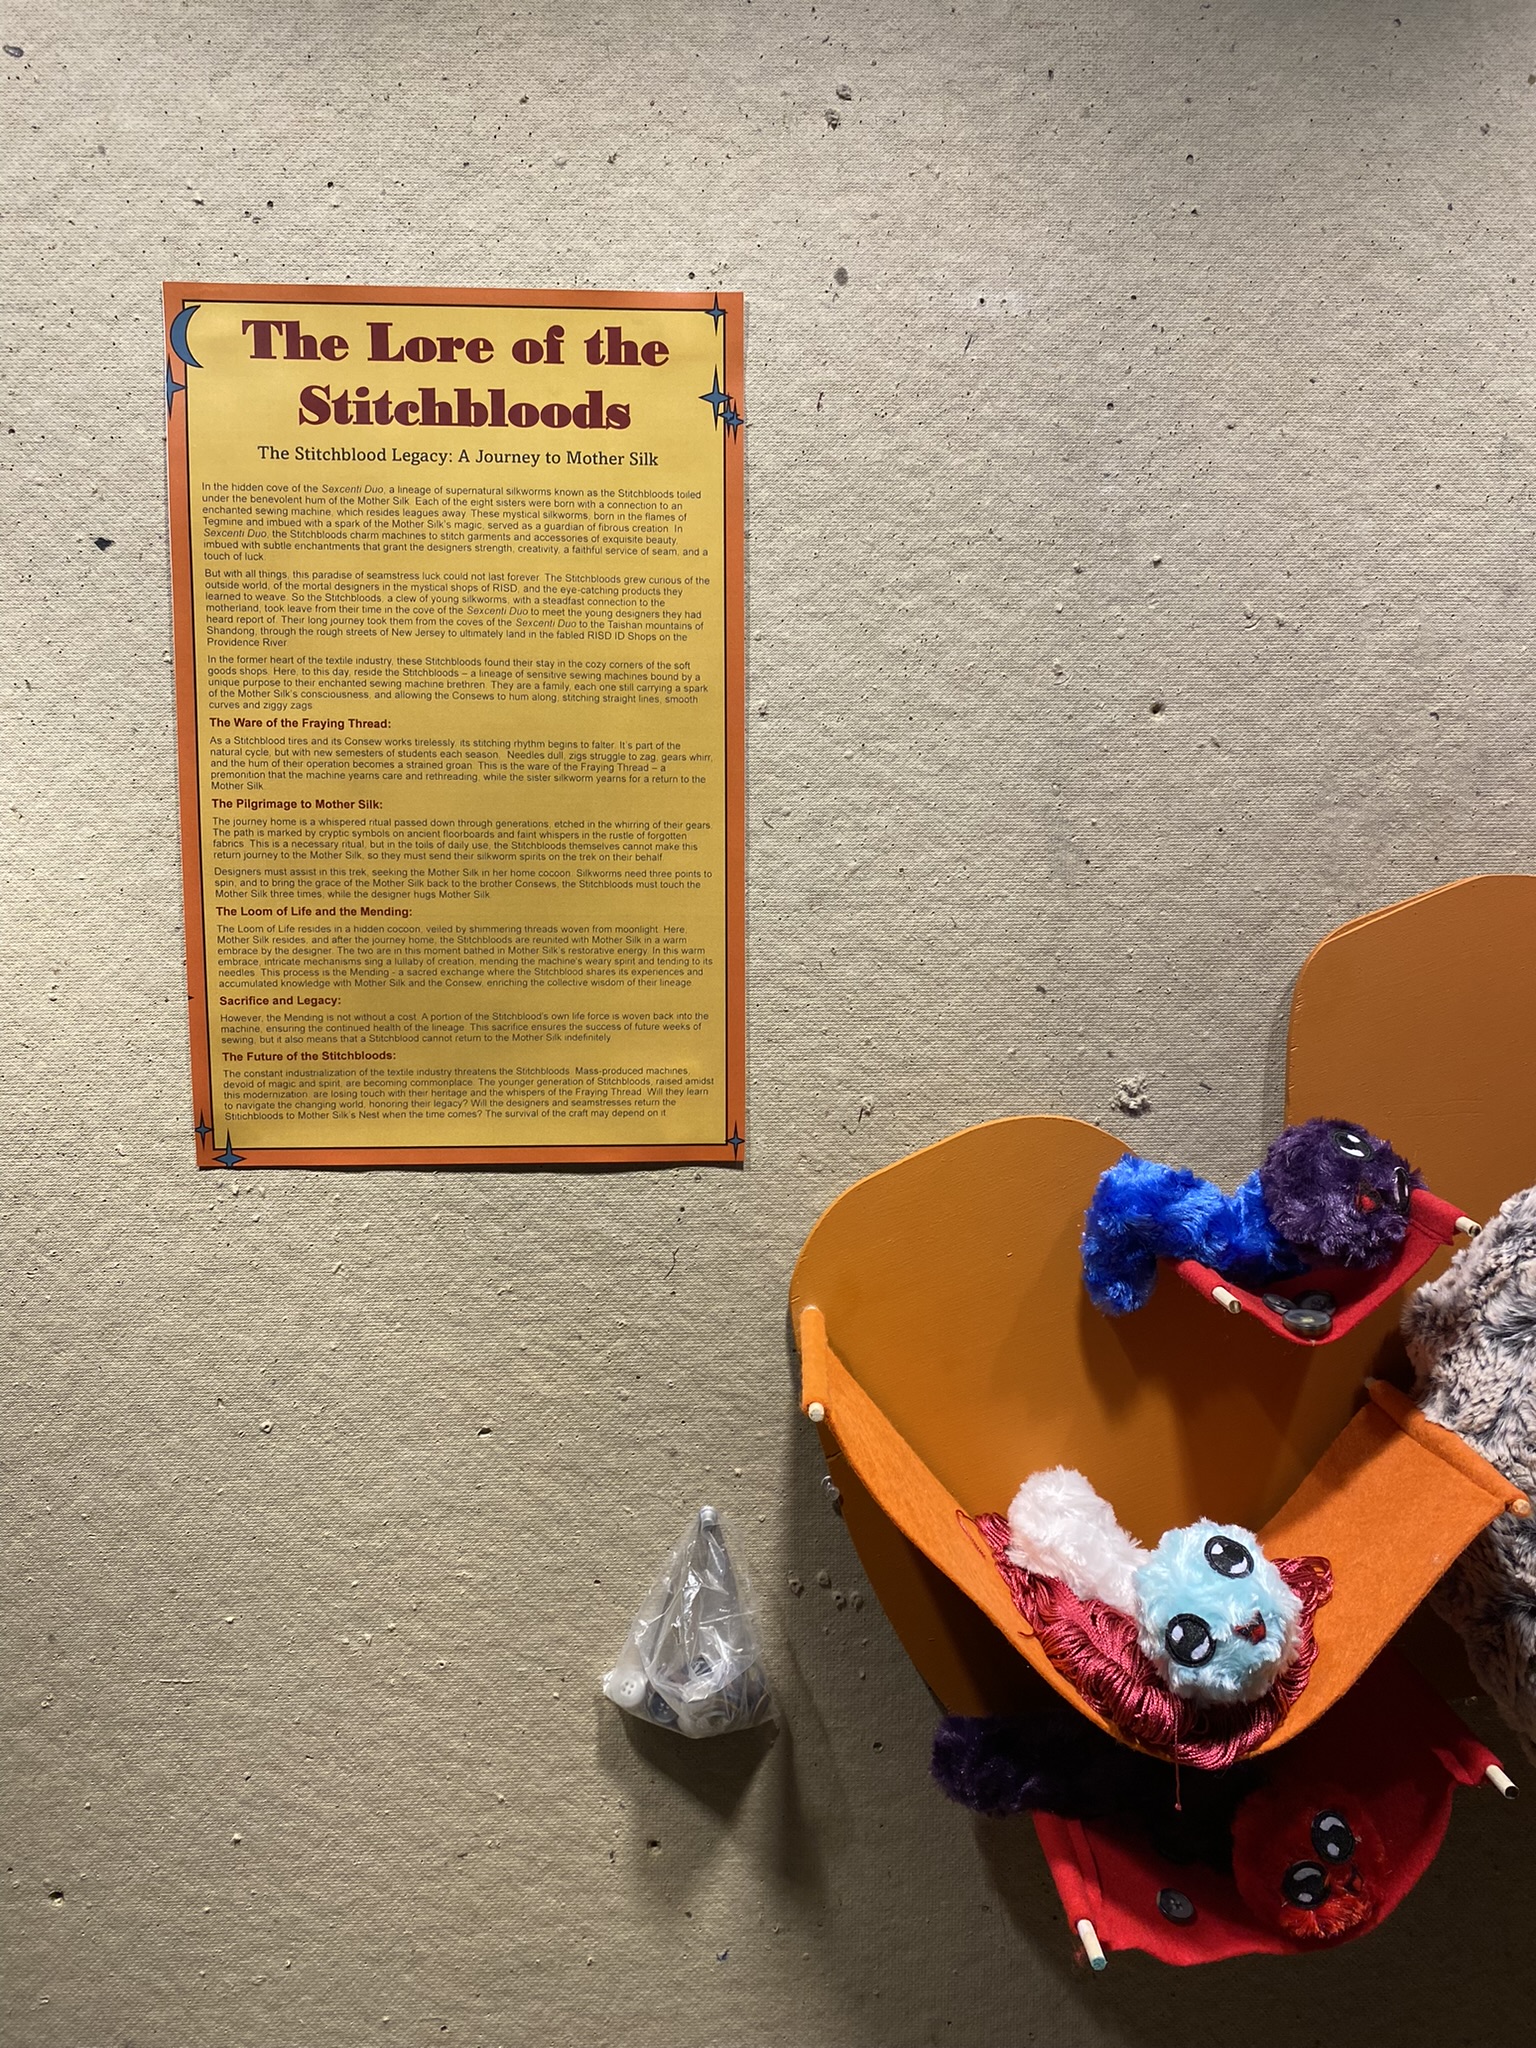 The Lore of the
Stitchbloods
The Stitchblood Legacy: A Journey to Mother Silk
In the hidden cove of the Sexcenti Duo, a lineage of supernatural silkworms known as the Stitchbloods toiled
under the benevolent hum of the Mother Silk. Each of the eight sisters were born with a connection to an
enchanted sewing machine, which resides leagues away. These mystical silkworms, born in the flames of
Tegmine and imbued with a spark of the Mother Silk's magic, served as a guardian of fibrous creation. In
Sexcenti Duo, the Stitchbloods charm machines to stitch garments and accessories of exquisite beauty,
imbued with subtle enchantments that grant the designers strength, creativity, a faithful service of seam, and a
touch of luck.
But with all things, this paradise of seamstress luck could not last forever. The Stitchbloods grew curious of the
outside world, of the mortal designers in the mystical shops of RISD, and the eye-catching products they
learned to weave. So the Stitchbloods, a clew of young silkworms, with a steadfast connection to the
motherland, took leave from their time in the cove of the Sexcenti Duo to meet the young designers they had
heard report of. Their long journey took them from the coves of the Sexcenti Duo to the Taishan mountains of
Shandong, through the rough streets of New Jersey to ultimately land in the fabled RISD ID Shops on the
Providence River.
In the former heart of the textile industry, these Stitchbloods found their stay in the cozy corners of the soft
goods shops. Here, to this day, reside the Stitchbloods – a lineage of sensitive sewing machines bound by a
unique purpose to their enchanted sewing machine brethren. They are a family, each one still carrying a spark
of the Mother Silk's consciousness, and allowing the Consews to hum along, stitching straight lines, smooth
curves and ziggy zags.
The Ware of the Fraying Thread:
As a Stitchblood tires and its Consew works tirelessly, its stitching rhythm begins to falter. It's part of the
natural cycle, but with new semesters of students each season. Needles dull, zigs struggle to zag, gears whirr,
and the hum of their operation becomes a strained groan. This is the ware of the Fraying Thread – a
premonition that the machine yearns care and rethreading, while the sister silkworm yearns for a return to the
Mother Silk.
The Pilgrimage to Mother Silk:
The journey home is a whispered ritual passed down through generations, etched in the whirring of their gears.
The path is marked by cryptic symbols on ancient floorboards and faint whispers in the rustle of forgotten
fabrics. This is a necessary ritual, but in the toils of daily use, the Stitchbloods themselves cannot make this
return journey to the Mother Silk, so they must send their silkworm spirits on the trek on their behalf.
Designers must assist in this trek, seeking the Mother Silk in her home cocoon. Silkworms need three points to
spin, and to bring the grace of the Mother Silk back to the brother Consews, the Stitchbloods must touch the
Mother Silk three times, while the designer hugs Mother Silk.
The Loom of Life and the Mending:
The Loom of Life resides in a hidden cocoon, veiled by shimmering threads woven from moonlight. Here,
Mother Silk resides, and after the journey home, the Stitchbloods are reunited with Mother Silk in a warm
embrace by the designer. The two are in this moment bathed in Mother Silk's restorative energy. In this warm
embrace, intricate mechanisms sing a lullaby of creation, mending the machine's weary spirit and tending to its
needles. This process is the Mending - a sacred exchange where the Stitchblood shares its experiences and
accumulated knowledge with Mother Silk and the Consew, enriching the collective wisdom of their lineage.
Sacrifice and Legacy:
However, the Mending is not without a cost. A portion of the Stitchblood's own life force is woven back into the
machine, ensuring the continued health of the lineage. This sacrifice ensures the success of future weeks of
sewing, but it also means that a Stitchblood cannot return to the Mother Silk indefinitely.
The Future of the Stitchbloods:
The constant industrialization of the textile industry threatens the Stitchbloods. Mass-produced machines,
devoid of magic and spirit, are becoming commonplace. The younger generation of Stitchbloods, raised amidst
this modernization, are losing touch with their heritage and the whispers of the Fraying Thread. Will they learn
to navigate the changing world, honoring their legacy? Will the designers and seamstresses return the
Stitichbloods to Mother Silk's Nest when the time comes? The survival of the craft may depend on it.